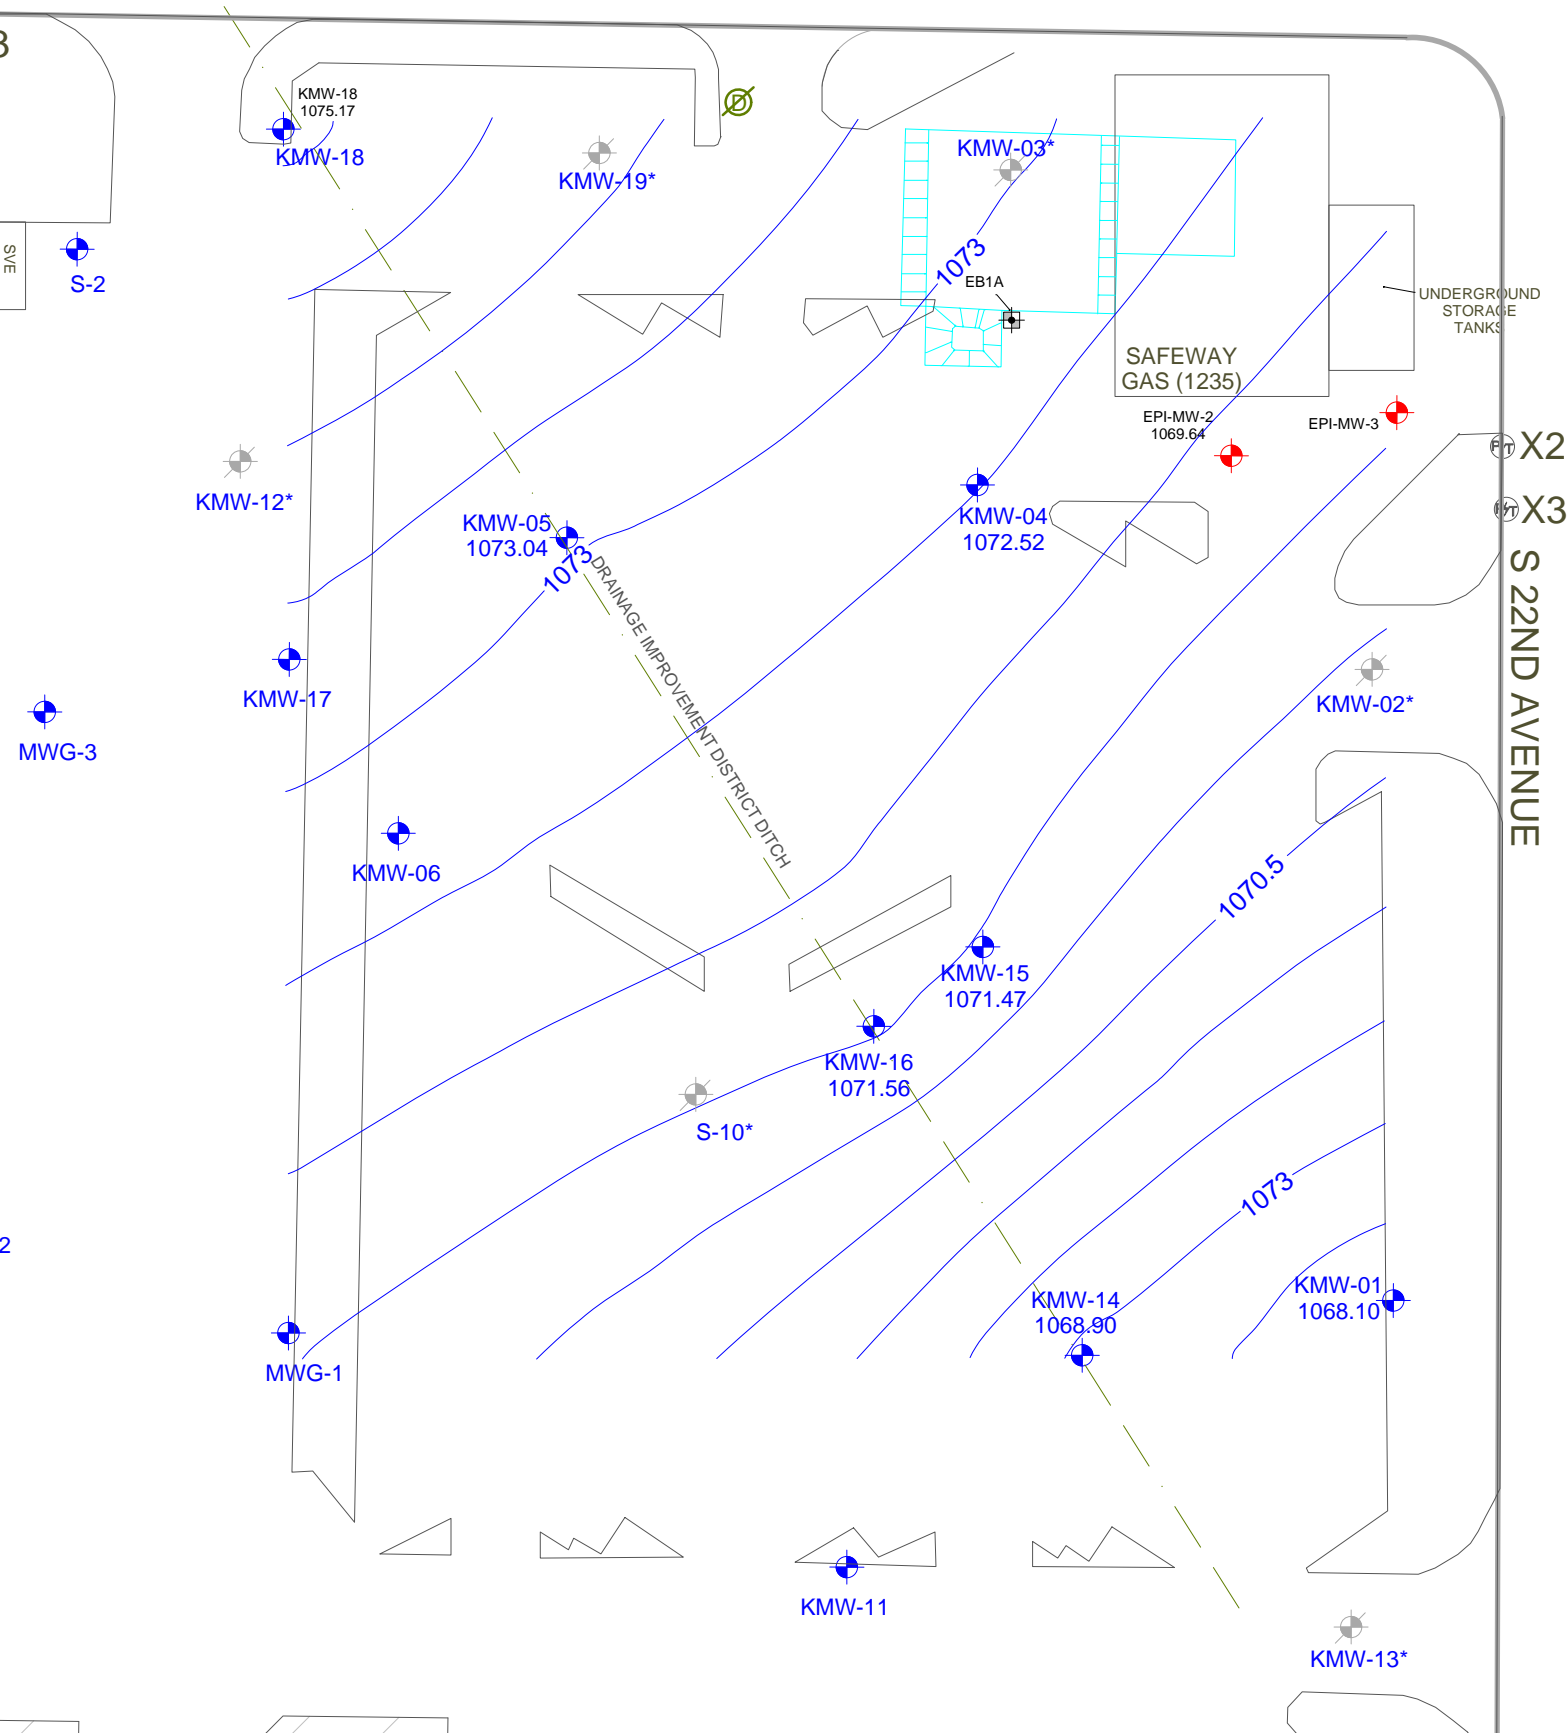 KMW-18
1075.17
KMW-18
KMW-19*
KMW-03*
SVE
S-2
1073
EB1A
UNDERGROUND
STORAGE
TANKS
SAFEWAY
GAS (1235)
EPI-MW-2
1069.64
EPI-MW-3
X2
X3
KMW-12*
KMW-05
1073.04
1073
KMW-04
1072.52
DRAINAGE IMPROVEMENT DISTRICT DITCH
S 22ND AVENUE
KMW-17
KMW-02*
MWG-3
KMW-06
1070.5
KMW-15
1071.47
KMW-16
1071.56
S-10*
1073
2
KMW-14
1068.90
KMW-01
1068.10
MWG-1
KMW-11
KMW-13*
D